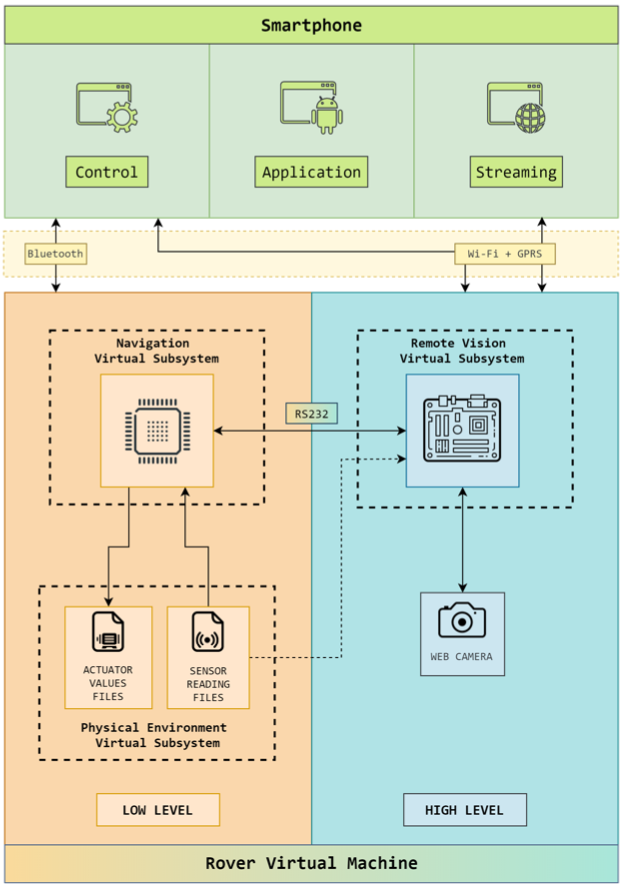 Smartphone
Control
Application
Streaming
Bluetooth
Wi-Fi + GPRS
Navigation
Virtual Subsystem
Remote Vision
Virtual Subsystem
RS232
ACTUATOR
VALUES
FILES
SENSOR
READING
FILES
WEB CAMERA
Physical Environment
Virtual Subsystem
LOW LEVEL
HIGH LEVEL
Rover Virtual Machine